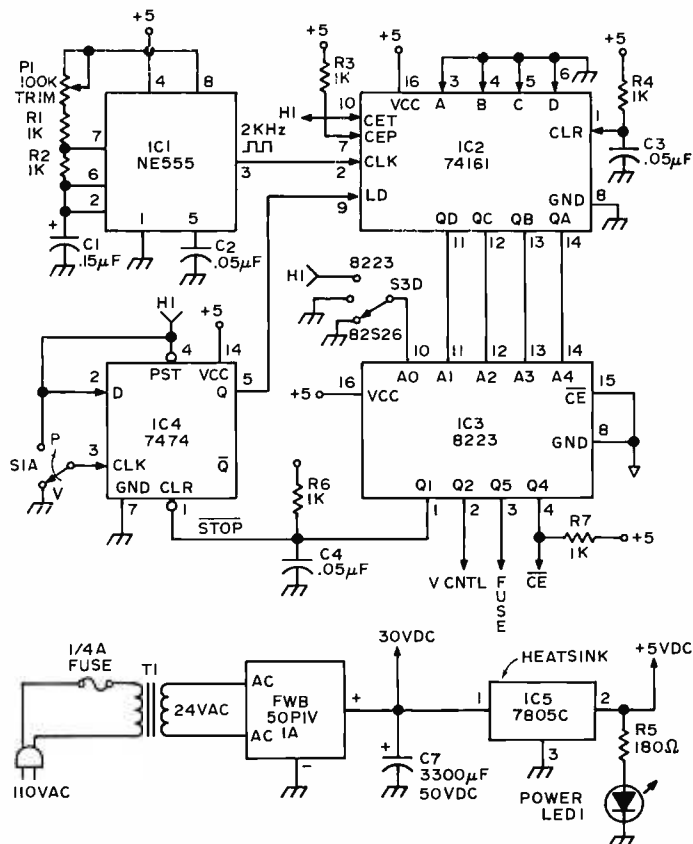 +5
P1
100K
TRIM
R1
1K
R2
1K
7
6
2
4
8
IC1
NE555
3
1
5
2KHz
+
C1
.15µF
C2
.05µF
+5
R3
1K
+5
HI
10
7
2
9
16
3
4
5
6
VCC
A
B
C
D
CET
CEP
CLK
LD
IC2
74161
CLR
1
GND
8
QD
QC
QB
QA
11
12
13
14
+5
R4
1K
C3
.05µF
HI
8223
S3D
82S26
HI
+5
4
14
PST
VCC
2
D
Q
5
IC4
7474
3
CLK
Q
GND
CLR
7
1
S1A
P
V
STOP
R6
1K
C4
.05µF
+5
16
10
11
12
13
14
A0
A1
A2
A3
A4
VCC
CE
15
IC3
8223
GND
8
Q1
Q2
Q5
Q4
1
2
3
4
R7
1K
+5
V CNTL
FUSE
CE
1/4A
FUSE
T1
24VAC
110VAC
AC
AC
FWB
50PIV
1A
+
-
30VDC
+
C7
3300µF
50VDC
HEATSINK
1
IC5
7805C
2
3
+5VDC
R5
180Ω
POWER
LED1